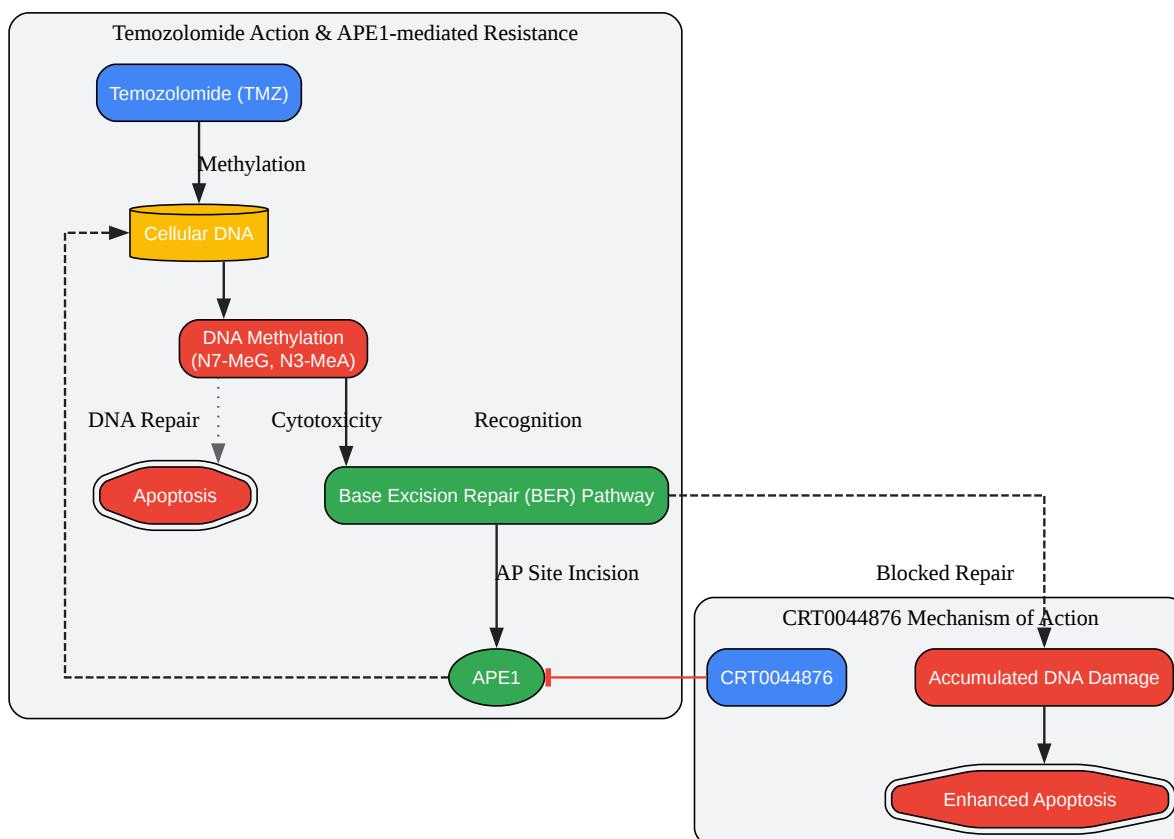 Temozolomide Action & APE1-mediated Resistance
Temozolomide (TMZ)
Methylation
Cellular DNA
DNA Methylation
(N7-MeG, N3-MeA)
DNA Repair
Cytotoxicity
Recognition
Apoptosis
Base Excision Repair (BER) Pathway
AP Site Incision
Blocked Repair
CRT0044876 Mechanism of Action
APE1
CRT0044876
Accumulated DNA Damage
Enhanced Apoptosis